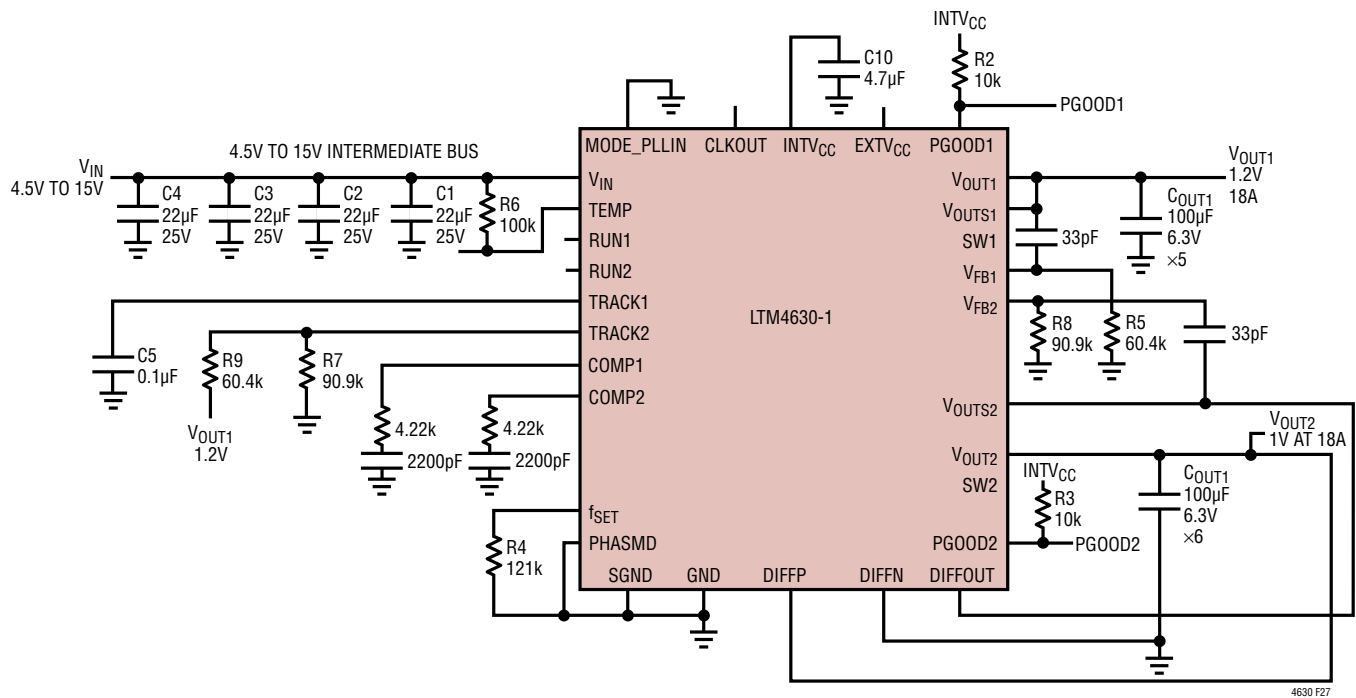 INTVCC
C10
4.7µF
R2
10k
PGOOD1
4.5V TO 15V INTERMEDIATE BUS
VIN
4.5V TO 15V
C4
22µF
25V
C3
22µF
25V
C2
22µF
25V
C1
22µF
25V
R6
100k
MODE_PLLIN
CLKOUT
INTVCC
EXTVCC
PGOOD1
VIN
TEMP
RUN1
RUN2
TRACK1
TRACK2
COMP1
COMP2
fSET
PHASMD
SGND
GND
DIFFP
DIFFN
DIFFOUT
LTM4630-1
VOUT1
VOUTS1
SW1
VFB1
VFB2
VOUTS2
VOUT2
SW2
PGOOD2
VOUT1
1.2V
18A
COUT1
100µF
6.3V
×5
33pF
R8
90.9k
R5
60.4k
33pF
C5
0.1µF
R9
60.4k
VOUT1
1.2V
R7
90.9k
4.22k
2200pF
4.22k
2200pF
R4
121k
VOUT2
1V AT 18A
INTVCC
R3
10k
PGOOD2
COUT1
100µF
6.3V
×6
4630 F27